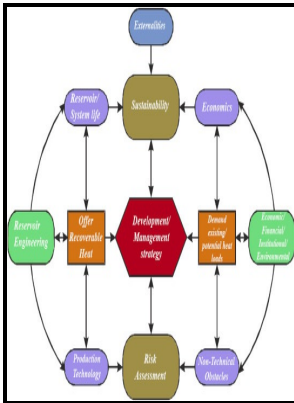 Externalities
Reservoir/
System life
Sustainability
Economics
Reservoir Engineering
Offer
Recoverable
Heat
Development/
Management
strategy
Demand
existing/
potential heat
loads
Economic/
Financial/
Institutional/
Environmental
Production
Technology
Risk
Assessment
Non-Technical
Obstacles